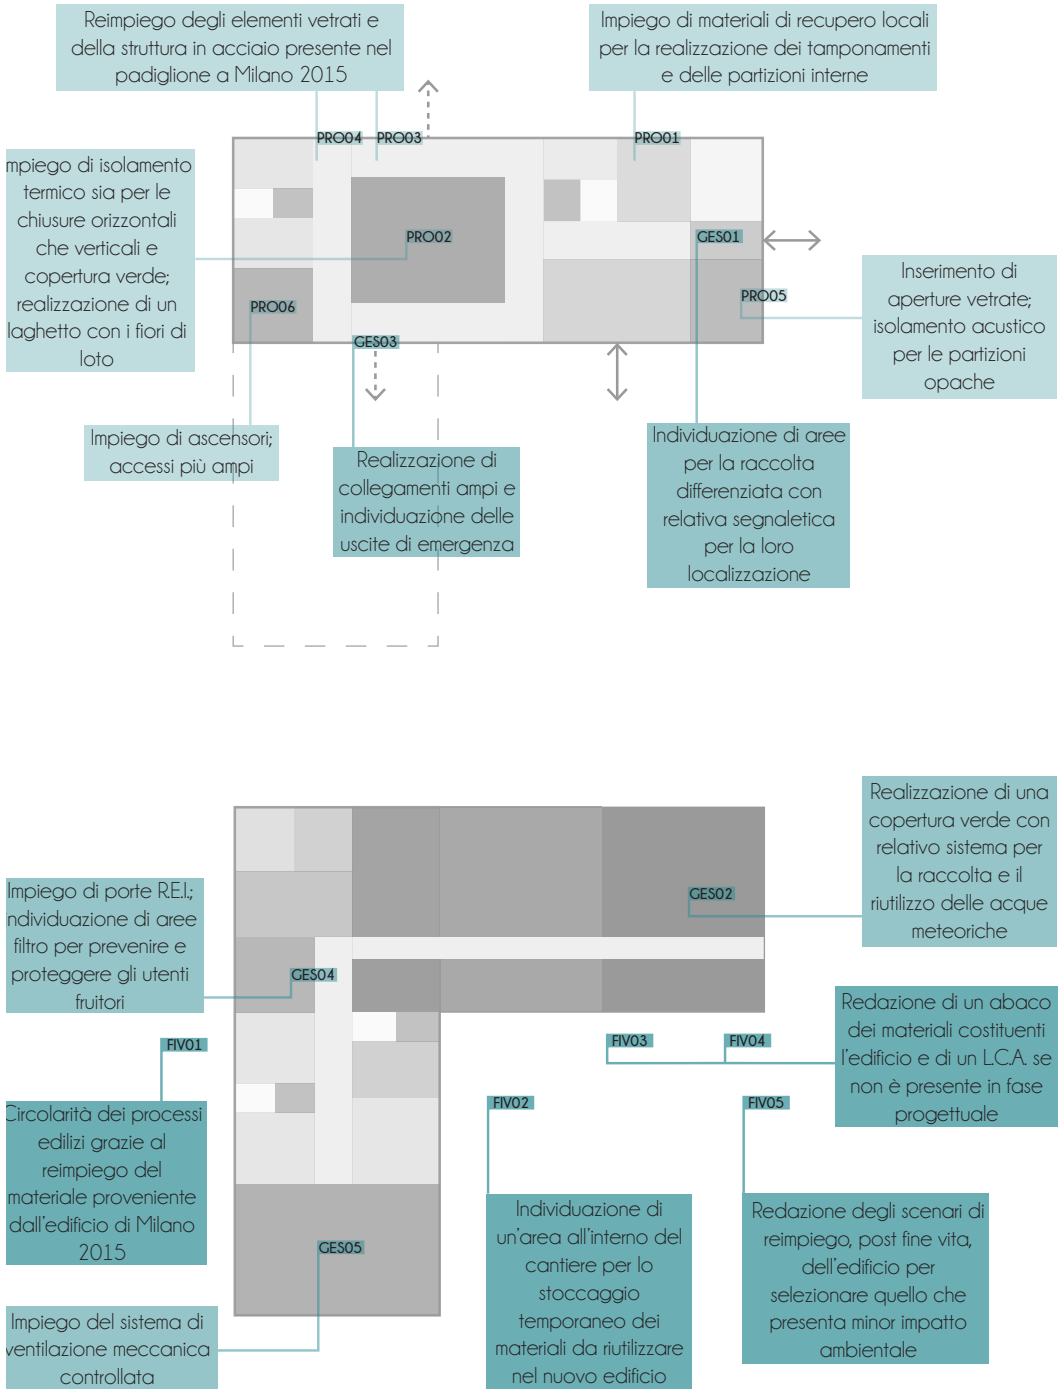 Reimpiego degli elementi vetrati e
della struttura in acciaio presente nel
padiglione a Milano 2015
Impiego di materiali di recupero locali
per la realizzazione dei tamponamenti
e delle partizioni interne
PRO04
PRO03
PRO01
mpiego di isolamento
termico sia per le
chiusure orizzontali
che verticali e
copertura verde;
realizzazione di un
laghetto con i fiori di
loto
PRO02
GES01
PRO06
PRO05
Inserimento di
aperture vetrate;
isolamento acustico
per le partizioni
opache
GES03
Impiego di ascensori;
accessi più ampi
Realizzazione di
collegamenti ampi e
individuazione delle
uscite di emergenza
Individuazione di aree
per la raccolta
differenziata con
relativa segnaletica
per la loro
localizzazione
Realizzazione di una
copertura verde con
relativo sistema per
la raccolta e il
riutilizzo delle acque
meteoriche
GES02
Impiego di porte R.E.I.;
ndividuazione di aree
filtro per prevenire e
proteggere gli utenti
fruitori
GES04
Redazione di un abaco
dei materiali costituenti
l'edificio e di un L.C.A. se
non è presente in fase
progettuale
FIV01
FIV03
FIV04
FIV02
FIV05
Circolarità dei processi
edilizi grazie al
reimpiego del
materiale proveniente
dall'edificio di Milano
2015
GES05
Individuazione di
un'area all'interno del
cantiere per lo
stoccaggio
temporaneo dei
materiali da riutilizzare
nel nuovo edificio
Redazione degli scenari di
reimpiego, post fine vita,
dell'edificio per
selezionare quello che
presenta minor impatto
ambientale
Impiego del sistema di
ventilazione meccanica
controllata